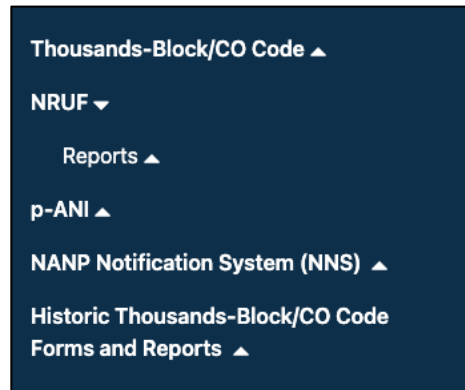 Thousands-Block/CO Code
NRUF
Reports
p-ANI
NANP Notification System (NNS)
Historic Thousands-Block/CO Code
Forms and Reports